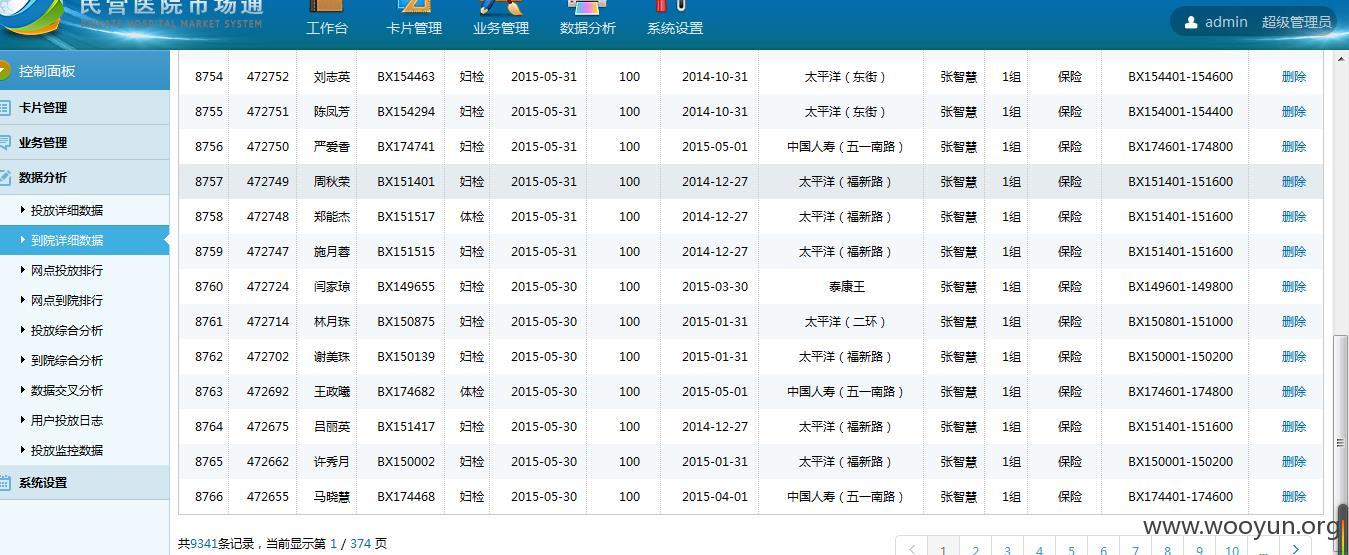 民营医院市场通
PRIVATE HOSPITAL MARKET SYSTEM
工作台 卡片管理 业务管理 数据分析 系统设置
admin 超级管理员
控制面板
卡片管理
业务管理
数据分析
投放详细数据
到院详细数据
网点投放排行
网点到院排行
投放综合分析
到院综合分析
数据交叉分析
用户投放日志
投放监控数据
系统设置
8754 472752 刘志英 BX154463 妇检 2015-05-31 100 2014-10-31 太平洋（东街） 张智慧 1组 保险 BX154401-154600 删除
8755 472751 陈凤芳 BX154294 妇检 2015-05-31 100 2014-10-31 太平洋（东街） 张智慧 1组 保险 BX154001-154400 删除
8756 472750 严爱香 BX174741 妇检 2015-05-31 100 2015-05-01 中国人寿（五一南路） 张智慧 1组 保险 BX174601-174800 删除
8757 472749 周秋荣 BX151401 妇检 2015-05-31 100 2014-12-27 太平洋（福新路） 张智慧 1组 保险 BX151401-151600 删除
8758 472748 郑能杰 BX151517 体检 2015-05-31 100 2014-12-27 太平洋（福新路） 张智慧 1组 保险 BX151401-151600 删除
8759 472747 施月蓉 BX151515 妇检 2015-05-31 100 2014-12-27 太平洋（福新路） 张智慧 1组 保险 BX151401-151600 删除
8760 472724 闫家琼 BX149655 妇检 2015-05-30 100 2015-03-30 泰康王 张智慧 1组 保险 BX149601-149800 删除
8761 472714 林月珠 BX150875 妇检 2015-05-30 100 2015-01-31 太平洋（二环） 张智慧 1组 保险 BX150801-151000 删除
8762 472702 谢美珠 BX150139 妇检 2015-05-30 100 2015-01-31 太平洋（福新路） 张智慧 1组 保险 BX150001-150200 删除
8763 472692 王政曦 BX174682 体检 2015-05-30 100 2015-05-01 中国人寿（五一南路） 张智慧 1组 保险 BX174601-174800 删除
8764 472675 吕丽英 BX151417 妇检 2015-05-30 100 2014-12-27 太平洋（福新路） 张智慧 1组 保险 BX151401-151600 删除
8765 472662 许秀月 BX150002 妇检 2015-05-30 100 2015-01-31 太平洋（福新路） 张智慧 1组 保险 BX150001-150200 删除
8766 472655 马晓慧 BX174468 妇检 2015-05-30 100 2015-04-01 中国人寿（五一南路） 张智慧 1组 保险 BX174401-174600 删除
共9341条记录，当前显示第 1 / 374 页
1 2 3 4 5 6 7 8 9 10 ...
www.wooyun.org